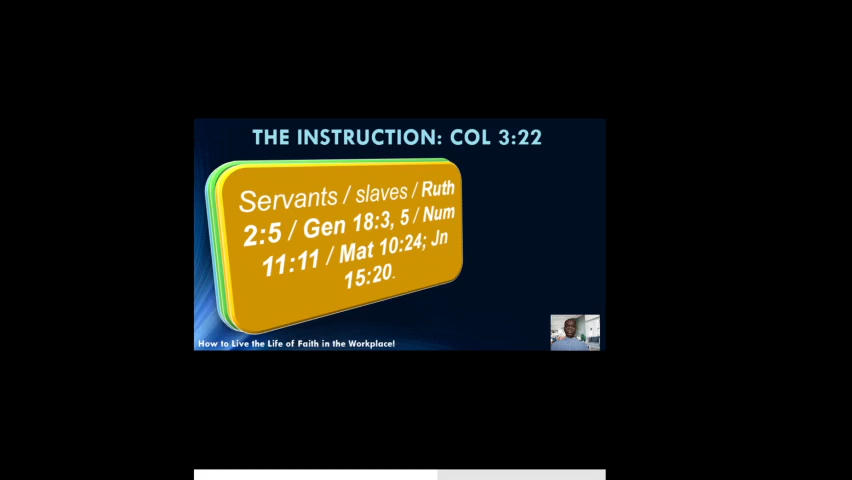 THE INSTRUCTION: COL 3:22
Servants / slaves / Ruth
2:5 / Gen 18:3, 5 / Num
11:11 / Mat 10:24; Jn
15:20.
How to Live the Life of Faith in the Workplace!